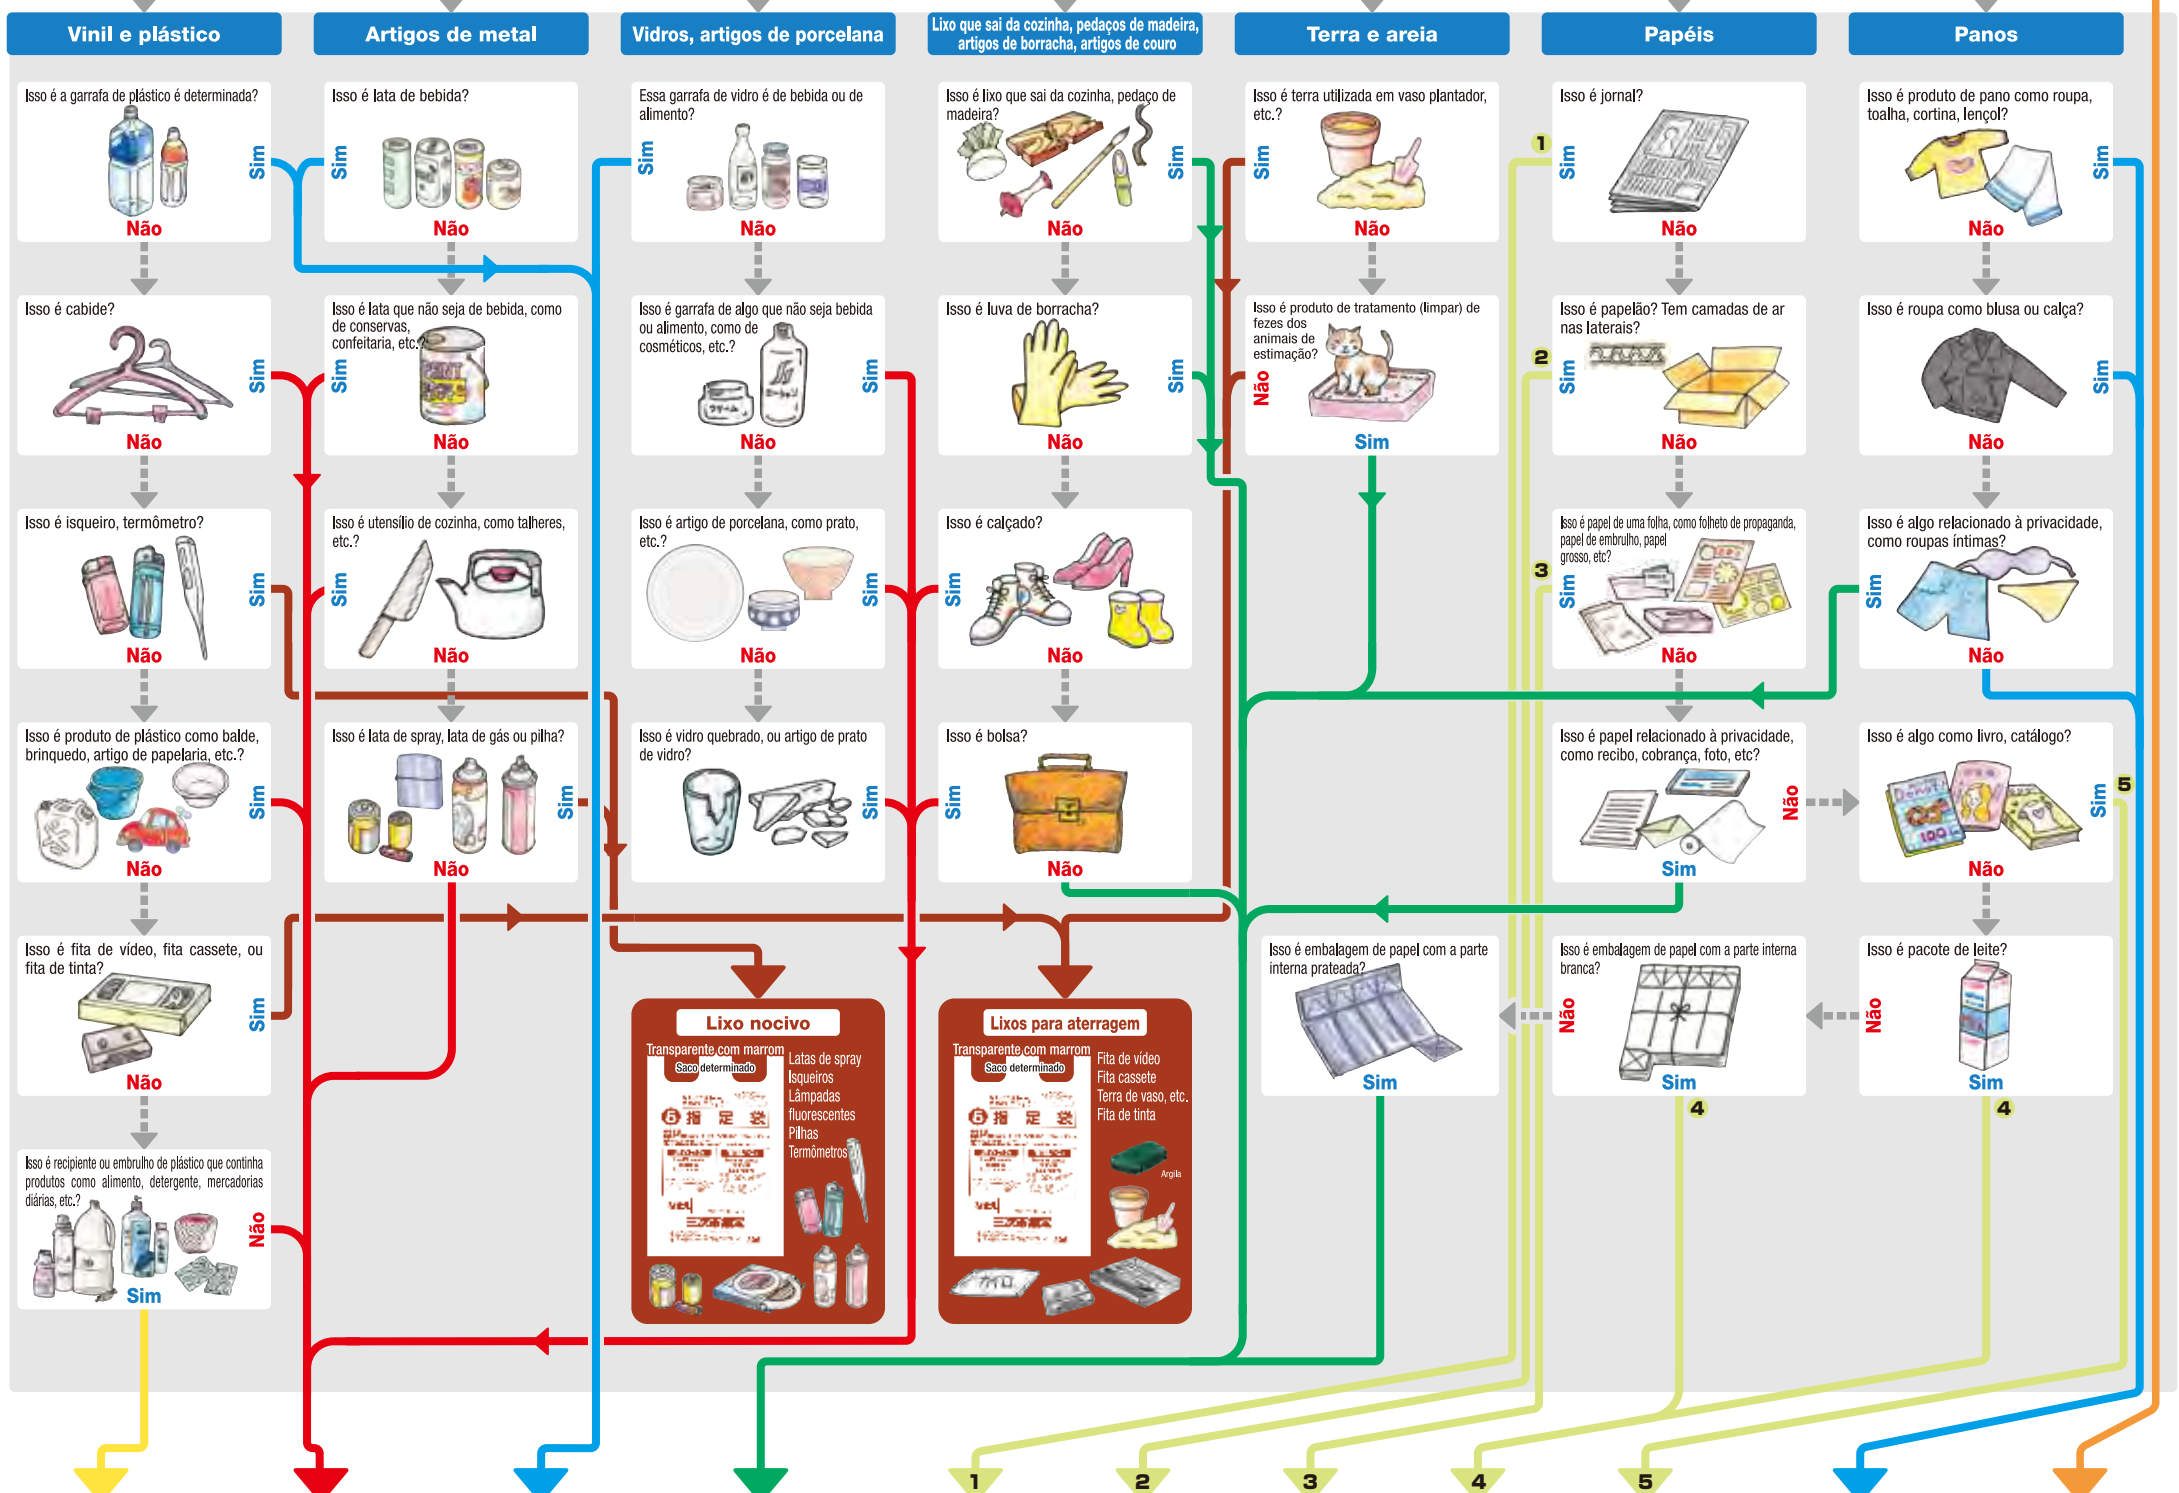 Vinil e plástico
Artigos de metal
Vidros, artigos de porcelana
Lixo que sai da cozinha, pedaços de madeira,
artigos de borracha, artigos de couro
Terra e areia
Papéis
Panos
Isso é a garrafa de plástico é determinada?
Sim
Não
Isso é lata de bebida?
Sim
Não
Essa garrafa de vidro é de bebida ou de
alimento?
Sim
Não
Isso é lixo que sai da cozinha, pedaço de
madeira?
Sim
Não
Isso é terra utilizada em vaso plantador,
etc.?
Sim
Não
Isso é jornal?
1
Sim
Não
Isso é produto de pano como roupa,
toalha, cortina, lençol?
Sim
Não
Isso é cabide?
Sim
Não
Isso é lata que não seja de bebida, como
de conservas,
confeitaria, etc.?
Sim
Não
Isso é garrafa de algo que não seja bebida
ou alimento, como de
cosméticos, etc.?
Sim
Não
Isso é luva de borracha?
Sim
Não
Isso é produto de tratamento (limpar) de
fezes dos
animais de
estimação?
Não
Sim
Isso é papelão? Tem camadas de ar
nas laterais?
2
Sim
Não
Isso é roupa como blusa ou calça?
Sim
Não
Isso é isqueiro, termômetro?
Sim
Não
Isso é utensílio de cozinha, como talheres,
etc.?
Sim
Não
Isso é artigo de porcelana, como prato,
etc.?
Sim
Não
Isso é calçado?
Sim
Não
Isso é papel de uma folha, como folheto de propaganda,
papel de embrulho, papel
grosso, etc?
3
Sim
Não
Isso é algo relacionado à privacidade,
como roupas íntimas?
Sim
Não
Isso é produto de plástico como balde,
brinquedo, artigo de papelaria, etc.?
Sim
Não
Isso é lata de spray, lata de gás ou pilha?
Sim
Não
Isso é vidro quebrado, ou artigo de prato
de vidro?
Sim
Isso é bolsa?
Sim
Não
Isso é papel relacionado à privacidade,
como recibo, cobrança, foto, etc?
Não
Sim
Isso é algo como livro, catálogo?
Sim
5
Não
Isso é fita de vídeo, fita cassete, ou
fita de tinta?
Sim
Não
Isso é embalagem de papel com a parte
interna prateada?
Sim
Isso é embalagem de papel com a parte interna
branca?
Não
Sim
4
Isso é pacote de leite?
Não
Sim
4
Lixo nocivo
Transparente com marrom
Saco determinado
指定袋
Latas de spray
Isqueiros
Lâmpadas
fluorescentes
Pilhas
Termômetros
Lixos para aterragem
Transparente com marrom
Saco determinado
指定袋
Fita de vídeo
Fita cassete
Terra de vaso, etc.
Fita de tinta
Argila
Isso é recipiente ou embrulho de plástico que continha
produtos como alimento, detergente, mercadorias
diárias, etc.?
Não
Sim
1
2
3
4
5